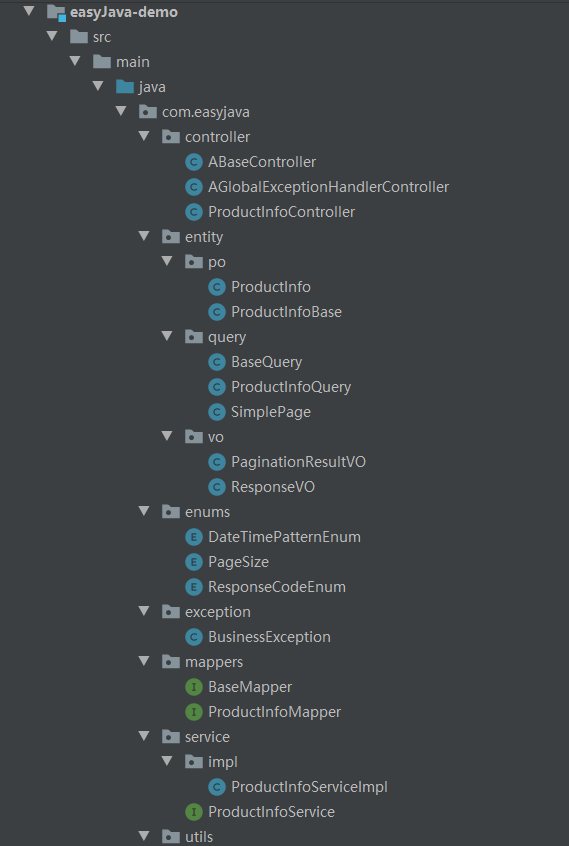 easyJava-demo
src
main
java
com.easyjava
controller
ABaseController
AGlobalExceptionHandlerController
ProductInfoController
entity
po
ProductInfo
ProductInfoBase
query
BaseQuery
ProductInfoQuery
SimplePage
vo
PaginationResultVO
ResponseVO
enums
DateTimePatternEnum
PageSize
ResponseCodeEnum
exception
BusinessException
mappers
BaseMapper
ProductInfoMapper
service
impl
ProductInfoServiceImpl
ProductInfoService
utils